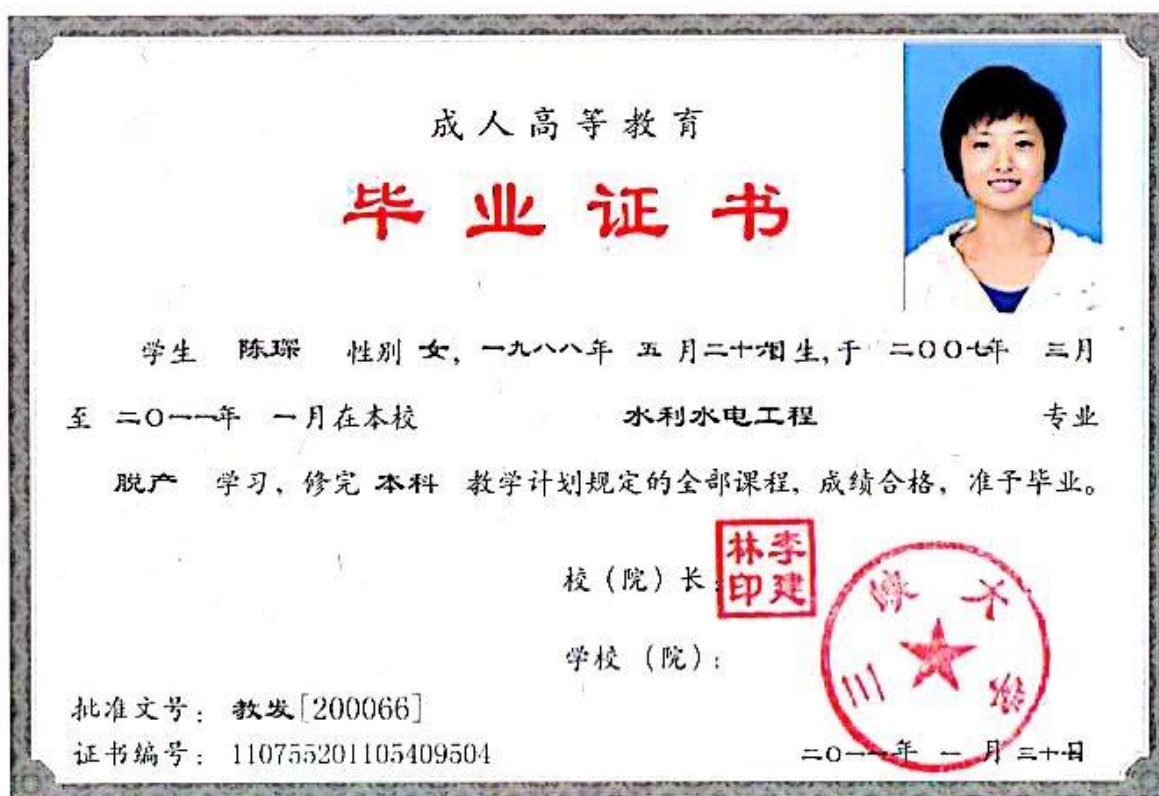 成人高等教育
毕业证书
学生 陈琛 性别 女, 一九八八年 五 月二十 生,于 二〇〇七年 三月
至 二〇一一年 一月在本校 水利水电工程 专业
脱产 学习, 修完 本科 教学计划规定的全部课程, 成绩合格, 准予毕业。
校（院）长:
李建林印
学校（院）:
三峡大学
批准文号: 教发[200066]
证书编号: 110755201105409504
二〇一一年 一 月 三十日